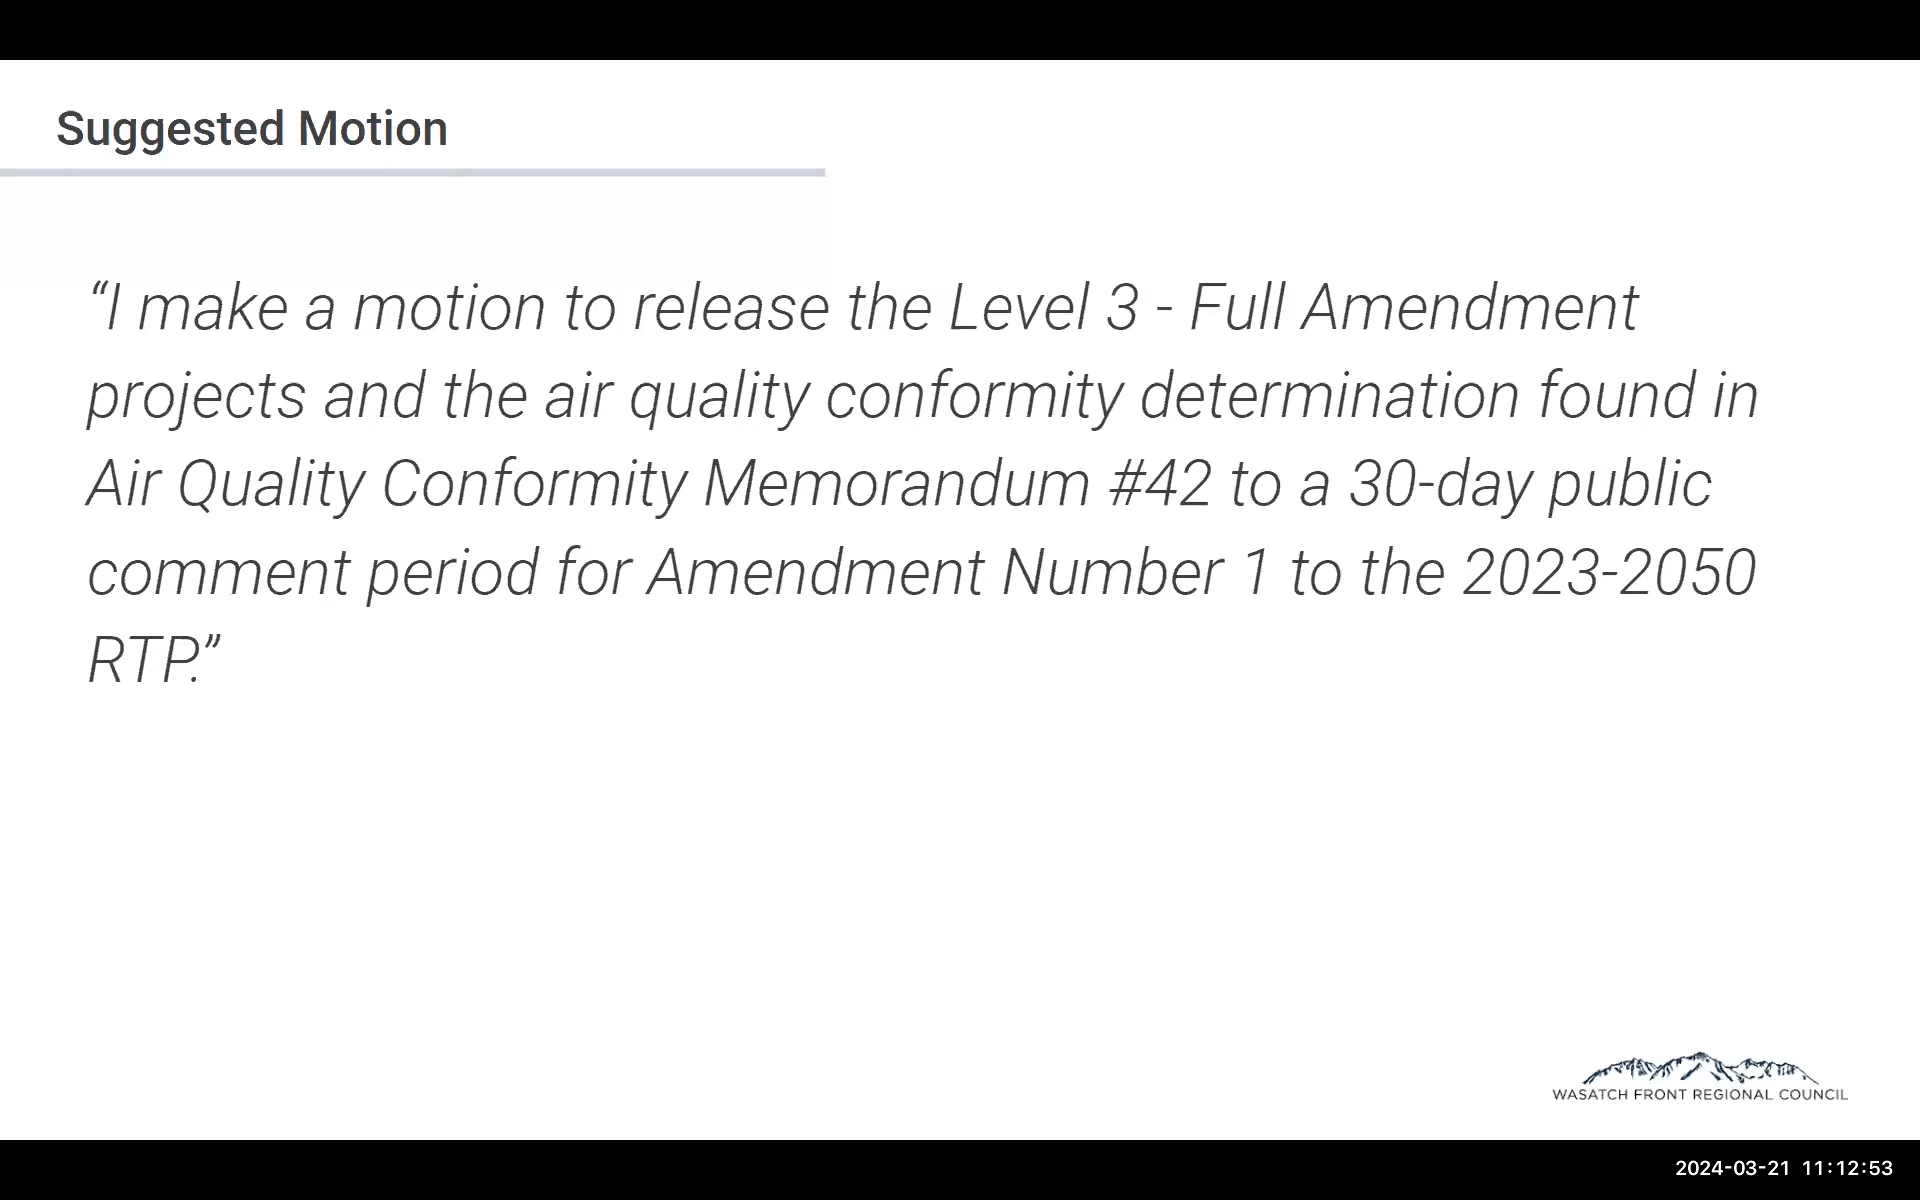 Suggested Motion
“I make a motion to release the Level 3 - Full Amendment
projects and the air quality conformity determination found in
Air Quality Conformity Memorandum #42 to a 30-day public
comment period for Amendment Number 1 to the 2023-2050
RTP.”
WASATCH FRONT REGIONAL COUNCIL
2024-03-21 11:12:53